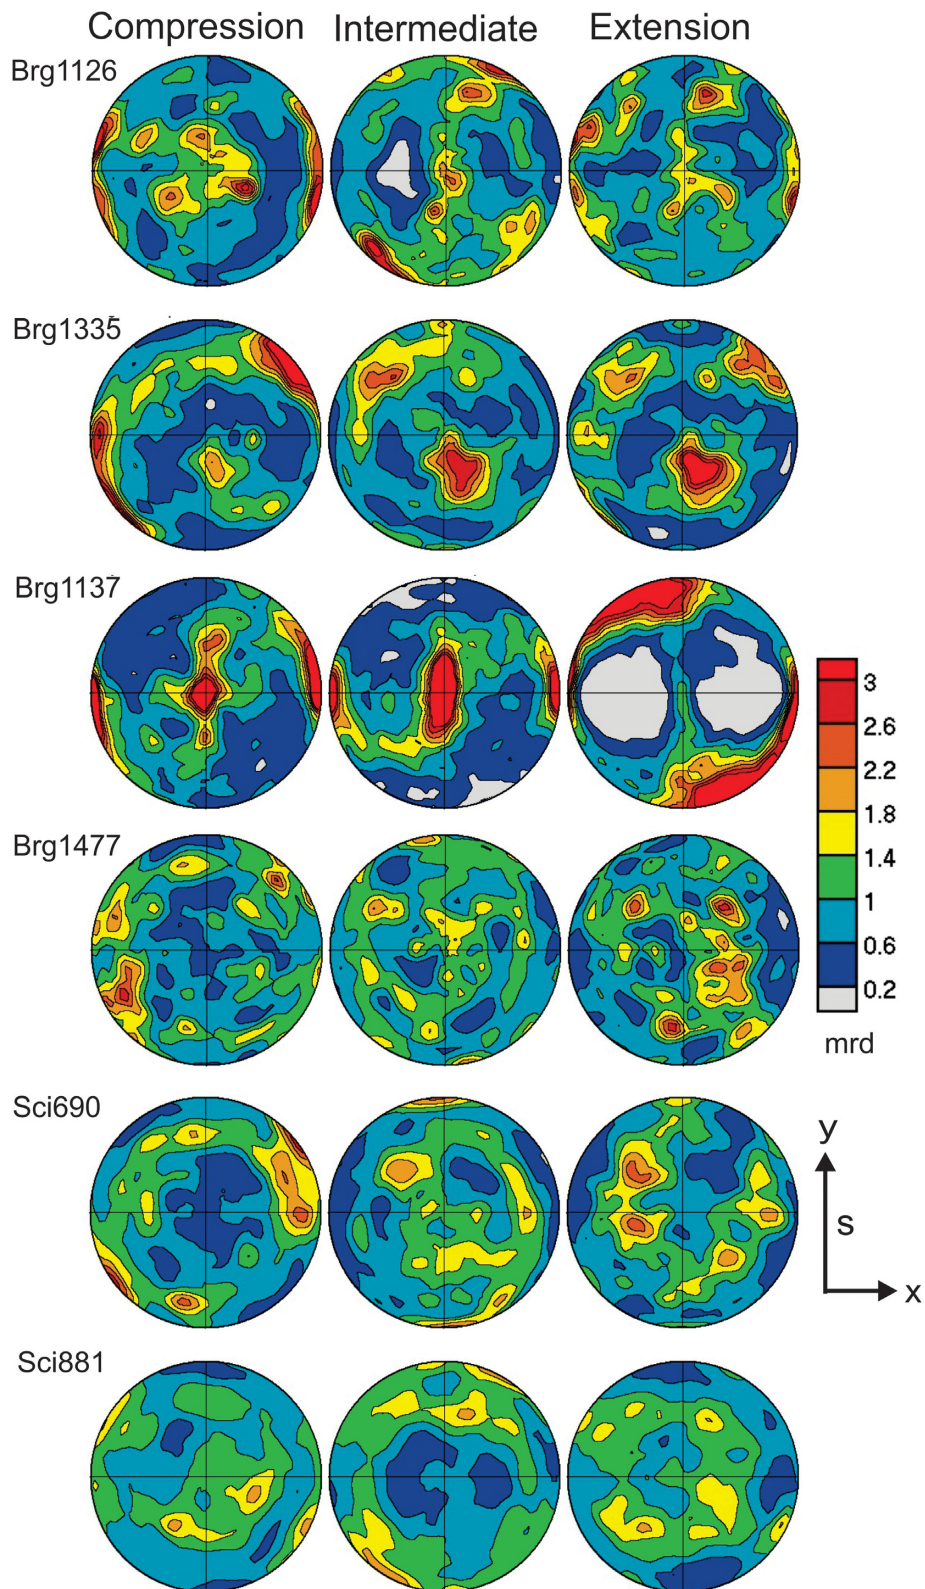 Compression Intermediate Extension
Brg1126
Brg1335
Brg1137
3
2.6
2.2
1.8
Brg1477
1.4
1
0.6
0.2
mrd
Sci690
y
s
x
Sci881